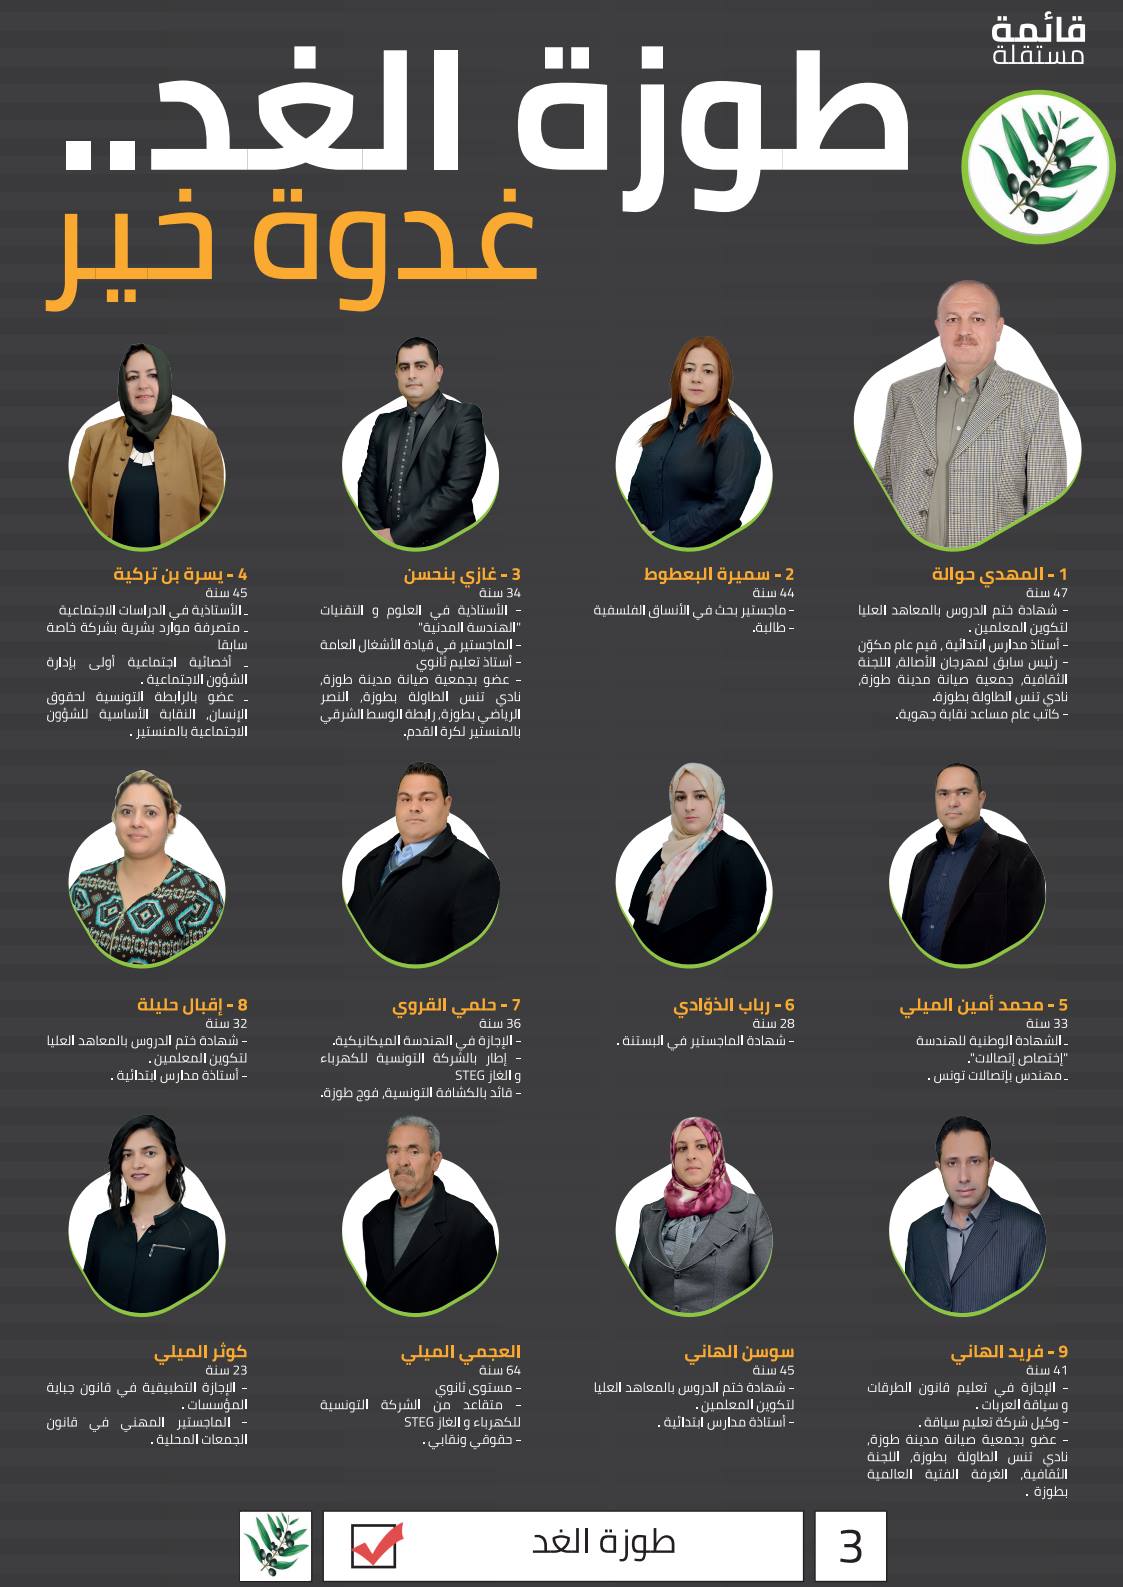 قائمة
مستقلة
طوزة الغد..
غدوة خير
1 - المهدي حوالة
47 سنة
- شهادة ختم الدروس بالمعاهد العليا
لتكوين المعلمين .
- أستاذ مدارس ابتدائية ، قيم عام مكوّن
- رئيس سابق لمهرجان الأصالة، اللجنة
الثقافية، جمعية صيانة مدينة طوزة،
نادي تنس الطاولة بطوزة.
- كاتب عام مساعد نقابة جهوية.
2 - سميرة البعطوط
44 سنة
- ماجستير بحث في الأنساق الفلسفية
- طالبة.
3 - غازي بنحسن
34 سنة
- الأستاذية في العلوم و التقنيات
"الهندسة المدنية"
- الماجستير في قيادة الأشغال العامة
- أستاذ تعليم ثانوي
- عضو بجمعية صيانة مدينة طوزة،
نادي تنس الطاولة بطوزة، النصر
الرياضي بطوزة، رابطة الوسط الشرقي
بالمنستير لكرة القدم.
4 - يسرة بن تركية
45 سنة
ـ الأستاذية في الدراسات الاجتماعية
ـ متصرفة موارد بشرية بشركة خاصة
سابقا
ـ أخصائية اجتماعية أولى بإدارة
الشؤون الاجتماعية .
ـ عضو بالرابطة التونسية لحقوق
الإنسان، النقابة الأساسية للشؤون
الاجتماعية بالمنستير .
5 - محمد أمين الميلي
33 سنة
ـ الشهادة الوطنية للهندسة
"إختصاص إتصالات".
ـ مهندس بإتصالات تونس .
6 - رباب الذوّادي
28 سنة
- شهادة الماجستير في البستنة .
7 - حلمي القروي
36 سنة
- الإجازة في الهندسة الميكانيكية.
- إطار بالشركة التونسية للكهرباء
و الغاز STEG
- قائد بالكشافة التونسية، فوج طوزة.
8 - إقبال حليلة
32 سنة
- شهادة ختم الدروس بالمعاهد العليا
لتكوين المعلمين .
- أستاذة مدارس ابتدائية .
9 - فريد الهاني
41 سنة
- الإجازة في تعليم قانون الطرقات
و سياقة العربات .
- وكيل شركة تعليم سياقة .
- عضو بجمعية صيانة مدينة طوزة،
نادي تنس الطاولة بطوزة، اللجنة
الثقافية، الغرفة الفتية العالمية
بطوزة .
سوسن الهاني
45 سنة
- شهادة ختم الدروس بالمعاهد العليا
لتكوين المعلمين .
- أستاذة مدارس ابتدائية .
العجمي الميلي
64 سنة
- مستوى ثانوي
- متقاعد من الشركة التونسية
للكهرباء و الغاز STEG
- حقوقي ونقابي .
كوثر الميلي
23 سنة
- الإجازة التطبيقية في قانون جباية
المؤسسات .
- الماجستير المهني في قانون
الجمعات المحلية .
3
طوزة الغد